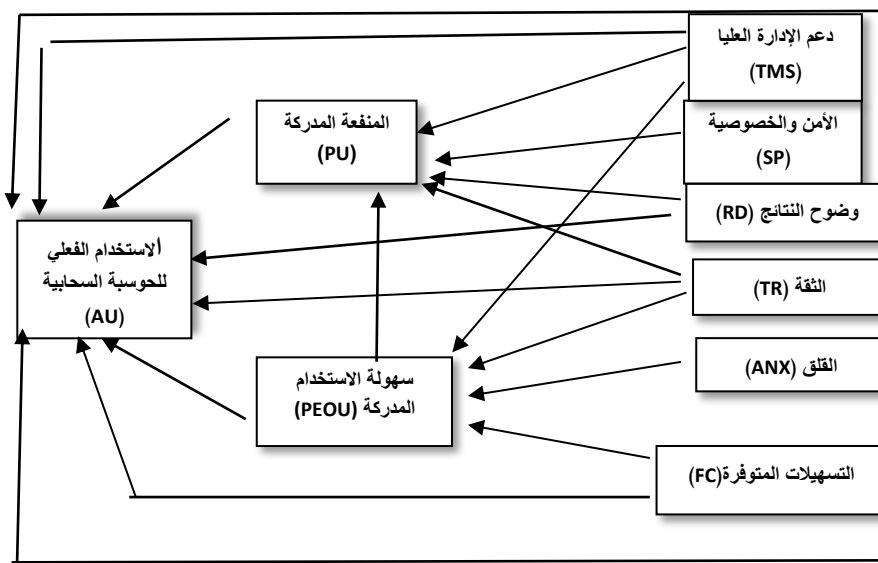 دعم الإدارة العليا
(TMS)
الأمن والخصوصية
(SP)
وضوح النتائج (RD)
الثقة (TR)
القلق (ANX)
التسهيلات المتوفرة(FC)
المنفعة المدركة
(PU)
سهولة الاستخدام
المدركة (PEOU)
ألاستخدام الفعلي
للحوسبة السحابية
(AU)